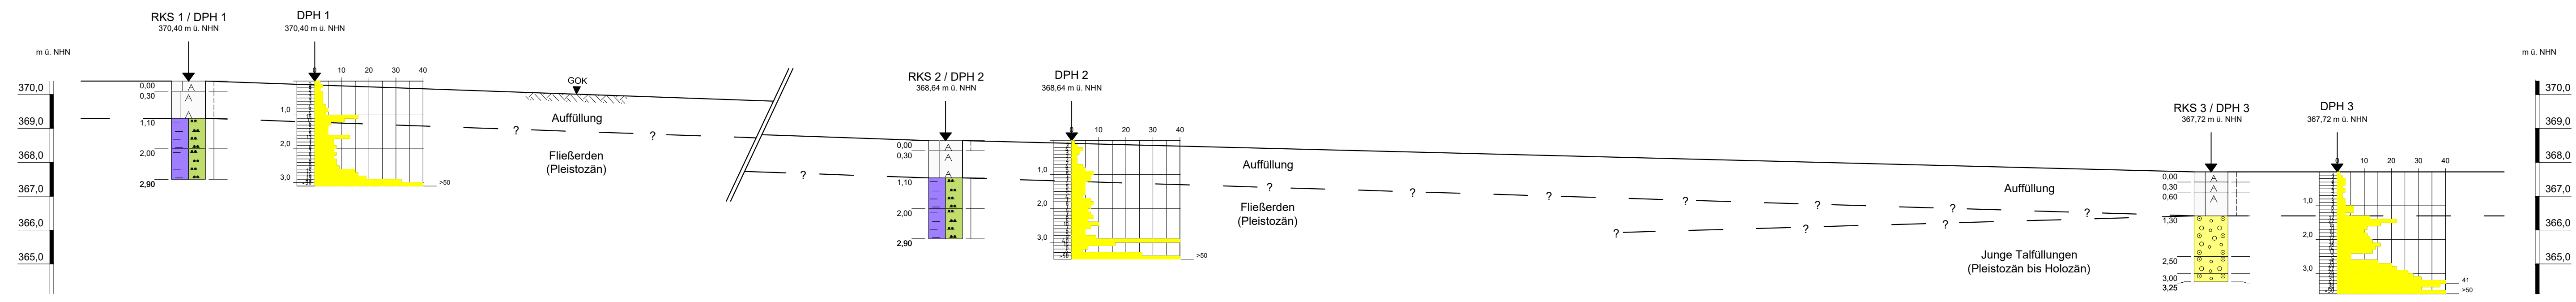 RKS 1 / DPH 1
370,40 m ü. NHN
DPH 1
370,40 m ü. NHN
m ü. NHN
370,0
369,0
368,0
367,0
366,0
365,0
0,00
0,30
1,10
2,00
2,90
A
A
A
0 10 20 30 40
1,0
2,0
3,0
>50
GOK
Auffüllung
Fließerden
(Pleistozän)
? ?
RKS 2 / DPH 2
368,64 m ü. NHN
DPH 2
368,64 m ü. NHN
0,00
0,30
1,10
2,00
2,90
A
A
A
0 10 20 30 40
1,0
2,0
3,0
>50
?
Auffüllung
Fließerden
(Pleistozän)
? ? ? ? ? ? ?
? ? ?
Auffüllung
Junge Talfüllungen
(Pleistozän bis Holozän)
RKS 3 / DPH 3
367,72 m ü. NHN
DPH 3
367,72 m ü. NHN
0,00
0,30
0,60
1,30
2,50
3,00
3,25
A
A
A
0 10 20 30 40
1,0
2,0
3,0
41
>50
m ü. NHN
370,0
369,0
368,0
367,0
366,0
365,0